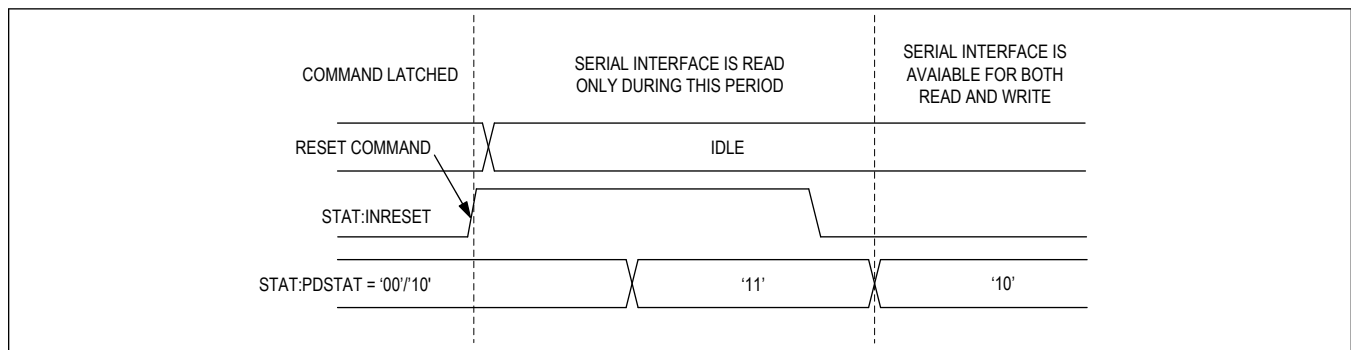 COMMAND LATCHED
SERIAL INTERFACE IS READ
ONLY DURING THIS PERIOD
SERIAL INTERFACE IS
AVAIABLE FOR BOTH
READ AND WRITE
RESET COMMAND
IDLE
STAT:INRESET
STAT:PDSTAT = ‘00’/’10'
‘11’
‘10’